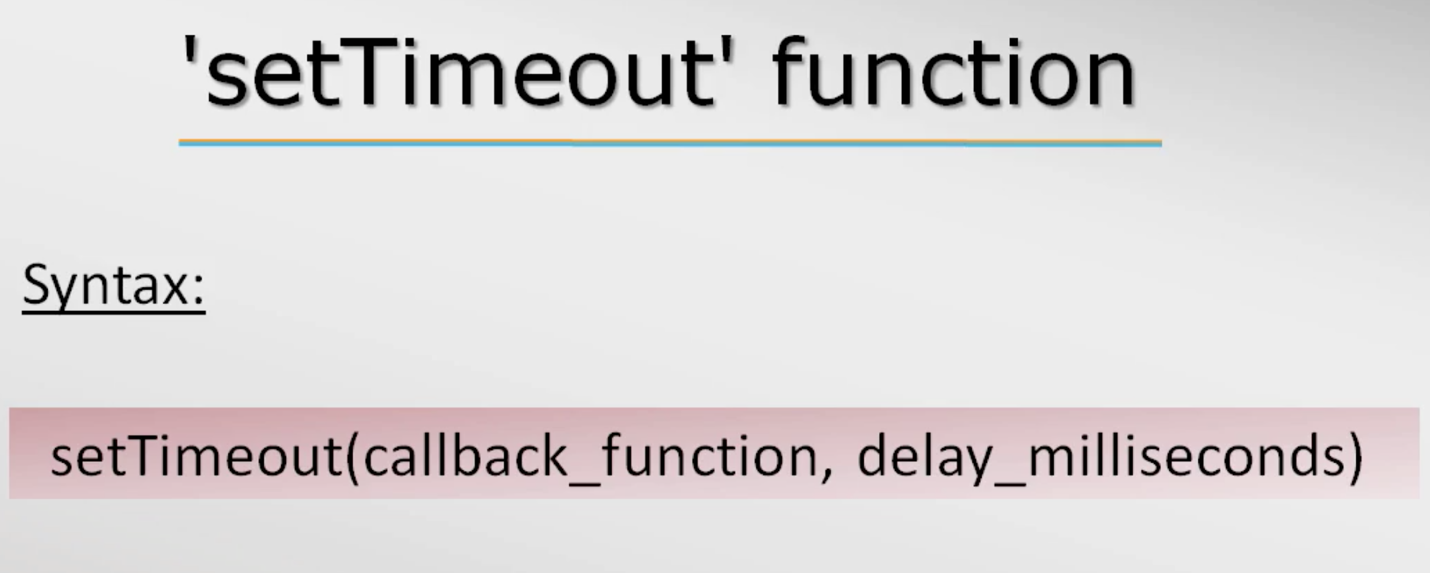 'setTimeout' function
Syntax:
setTimeout(callback_function, delay_milliseconds)